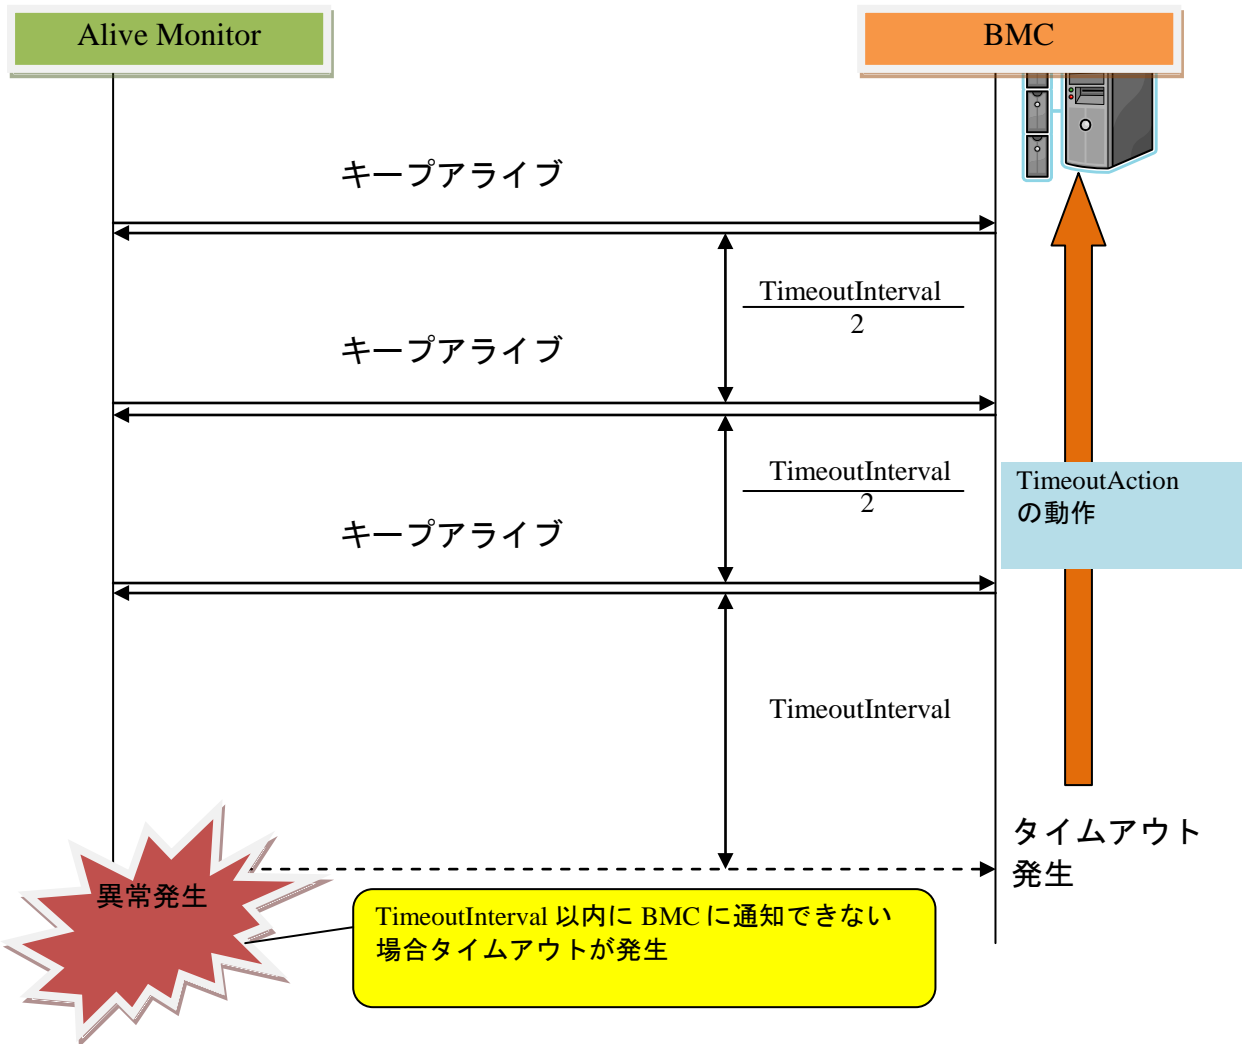 Alive Monitor
BMC
キープアライブ
TimeoutInterval
2
キープアライブ
TimeoutInterval
2
TimeoutAction
の動作
キープアライブ
TimeoutInterval
タイムアウト
発生
異常発生
TimeoutInterval 以内に BMC に通知できない
場合タイムアウトが発生